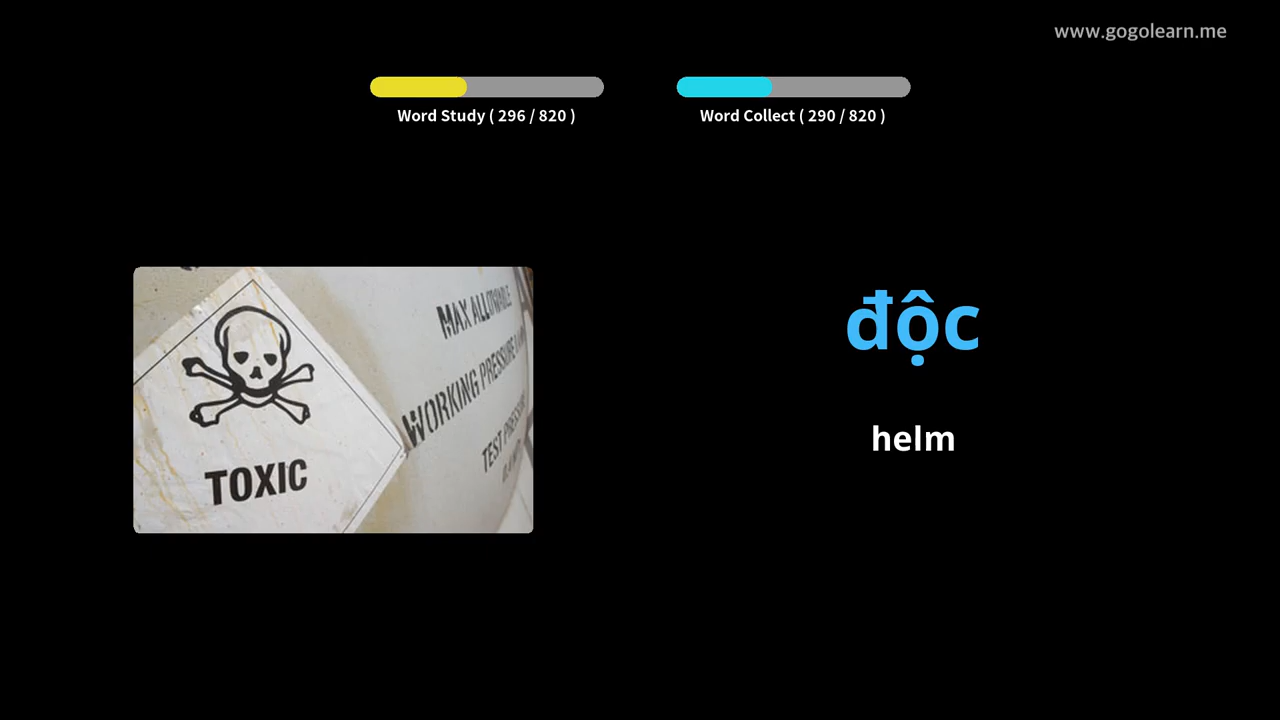 www.gogolearn.me
Word Study ( 296 / 820 )
Word Collect ( 290 / 820 )
MAX ALLOWABLE
WORKING PRESSURE
TEST PRESSURE
TOXIC
độc
helm